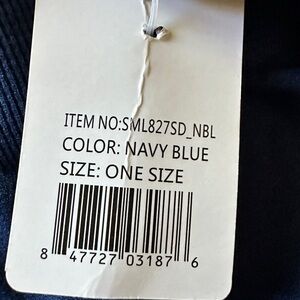 ITEM NO:SML827SD_NBL
COLOR: NAVY BLUE
SIZE: ONE SIZE
8 47727 03187 6